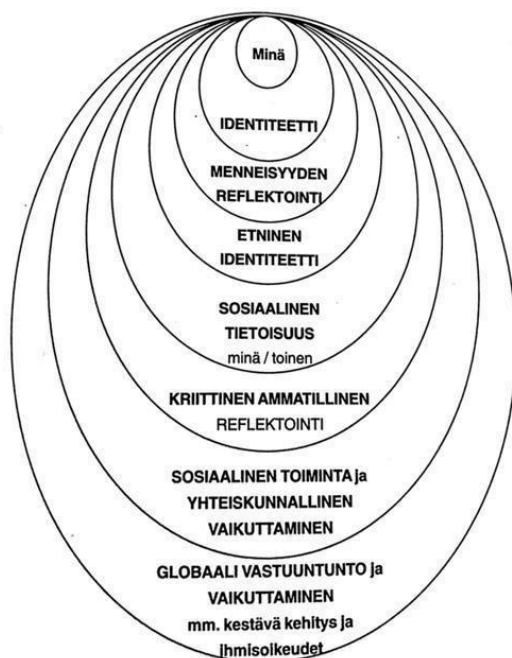 Minä
IDENTITEETTI
MENNEISYYDEN
REFLEKTOINTI
ETNINEN
IDENTITEETTI
SOSIAALINEN
TIETOISUUS
minä / toinen
KRIITTINEN AMMATILLINEN
REFLEKTOINTI
SOSIAALINEN TOIMINTA ja
YHTEISKUNNALLINEN
VAIKUTTAMINEN
GLOBAALI VASTUUNTUNTO ja
VAIKUTTAMINEN
mm. kestävä kehitys ja
ihmisoikeudet